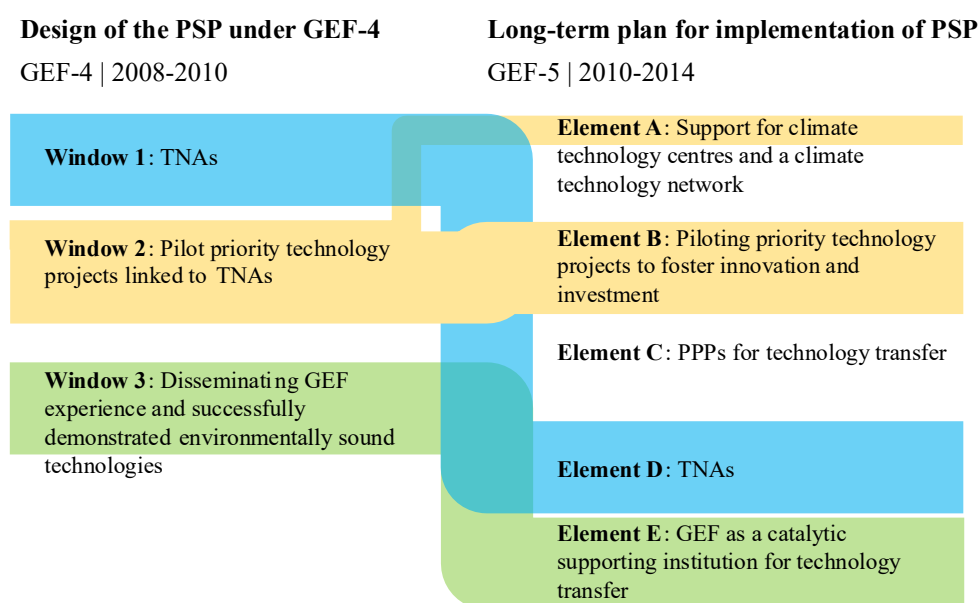 Design of the PSP under GEF-4
GEF-4 | 2008-2010
Window 1: TNAs
Window 2: Pilot priority technology
projects linked to TNAs
Window 3: Disseminating GEF
experience and successfully
demonstrated environmentally sound
technologies
Long-term plan for implementation of PSP
GEF-5 | 2010-2014
Element A: Support for climate
technology centres and a climate
technology network
Element B: Piloting priority technology
projects to foster innovation and
investment
Element C: PPPs for technology transfer
Element D: TNAs
Element E: GEF as a catalytic
supporting institution for technology
transfer